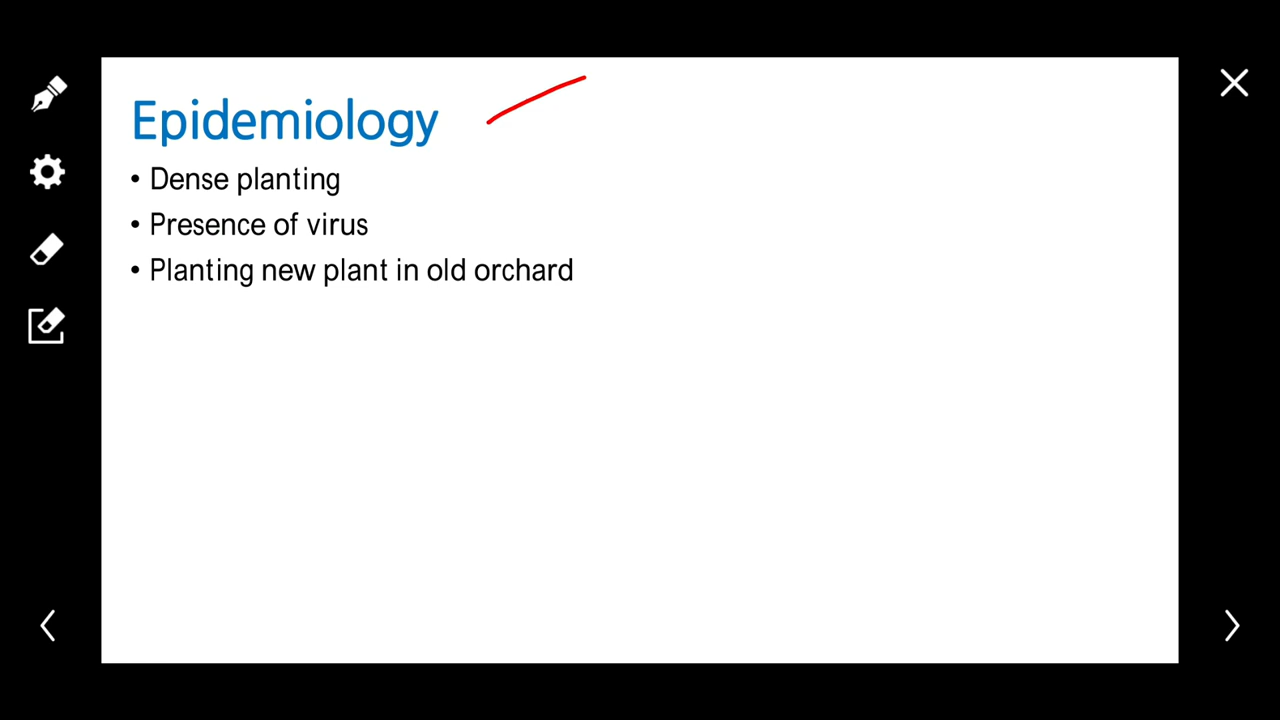 Epidemiology
• Dense planting
• Presence of virus
• Planting new plant in old orchard